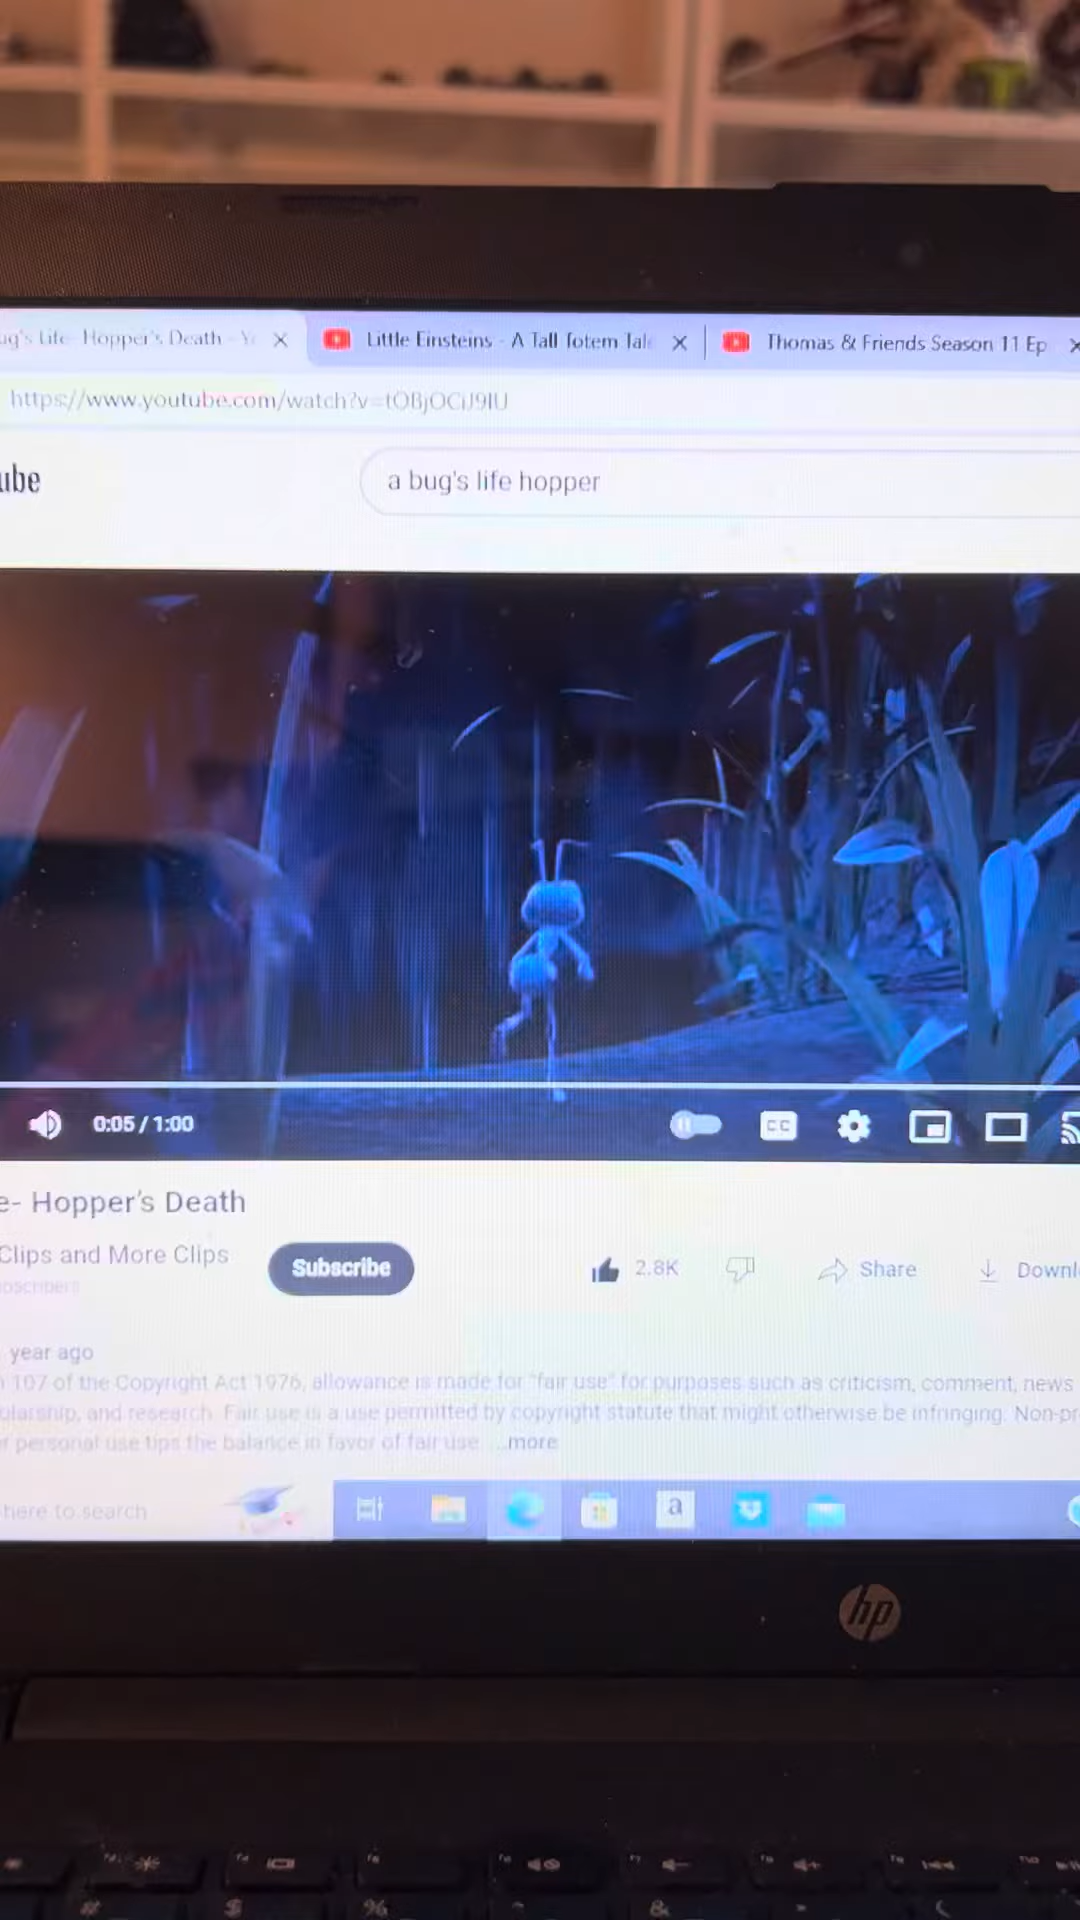 ug's Life- Hopper's Death - Y
Little Einsteins - A Tall Totem Tale
Thomas & Friends Season 11 Ep
https://www.youtube.com/watch?v=tOBjOCiJ9IU
ube
a bug's life hopper
0:05 / 1:00
CC
e- Hopper's Death
Clips and More Clips
Subscribe
2.8K
Share
Downl
oscribers
year ago
107 of the Copyright Act 1976, allowance is made for "fair use" for purposes such as criticism, comment, news
olarship, and research. Fair use is a use permitted by copyright statute that might otherwise be infringing. Non-pr
r personal use tips the balance in favor of fair use. ...more
here to search
a
hp
# $ % ^ & * (